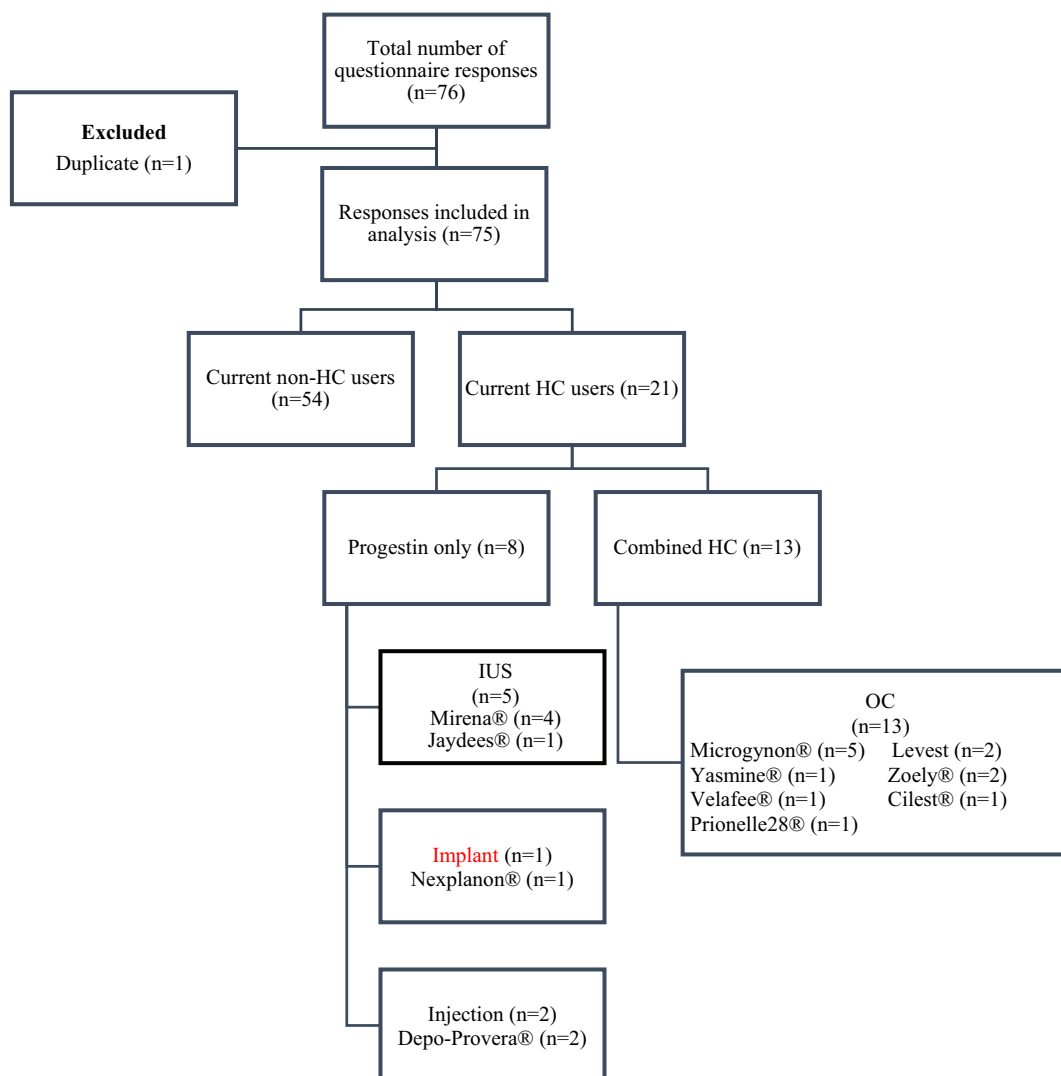 Total number of
questionnaire responses
(n=76)
Excluded
Duplicate (n=1)
Responses included in
analysis (n=75)
Current non-HC users
(n=54)
Current HC users (n=21)
Progestin only (n=8)
Combined HC (n=13)
IUS
(n=5)
Mirena® (n=4)
Jaydees® (n=1)
OC
(n=13)
Microgynon® (n=5) Levest (n=2)
Yasmine® (n=1) Zoely® (n=2)
Velafee® (n=1) Cilest® (n=1)
Prionelle28® (n=1)
Implant (n=1)
Nexplanon® (n=1)
Injection (n=2)
Depo-Provera® (n=2)